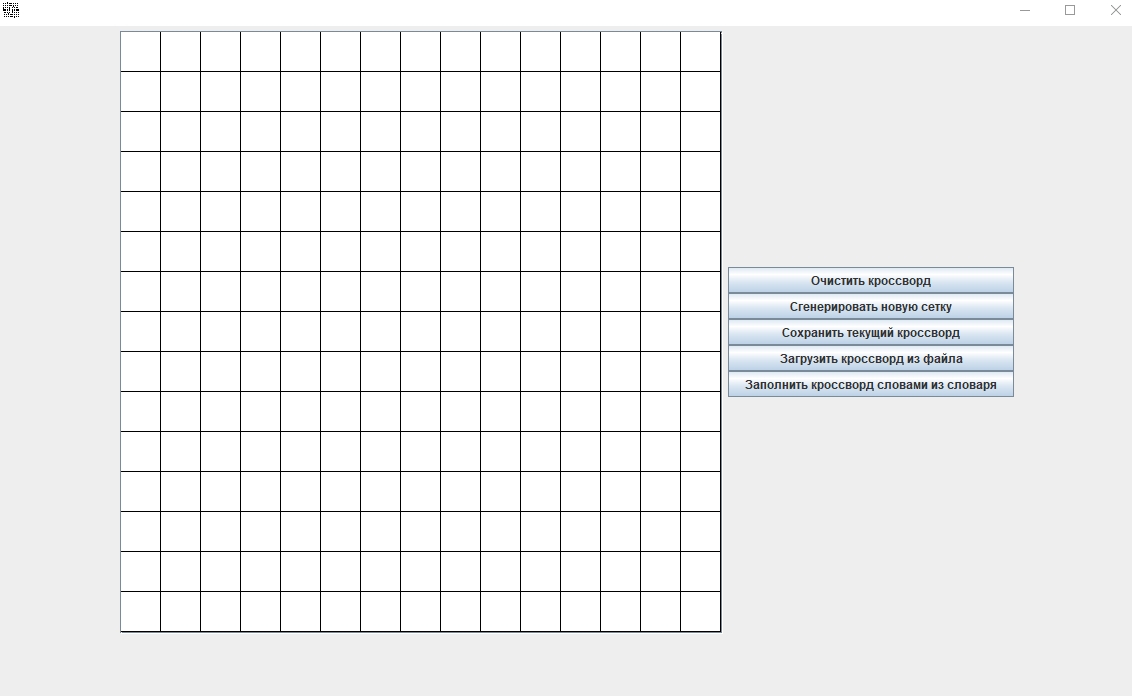 Очистить кроссворд
Сгенерировать новую сетку
Сохранить текущий кроссворд
Загрузить кроссворд из файла
Заполнить кроссворд словами из словаря